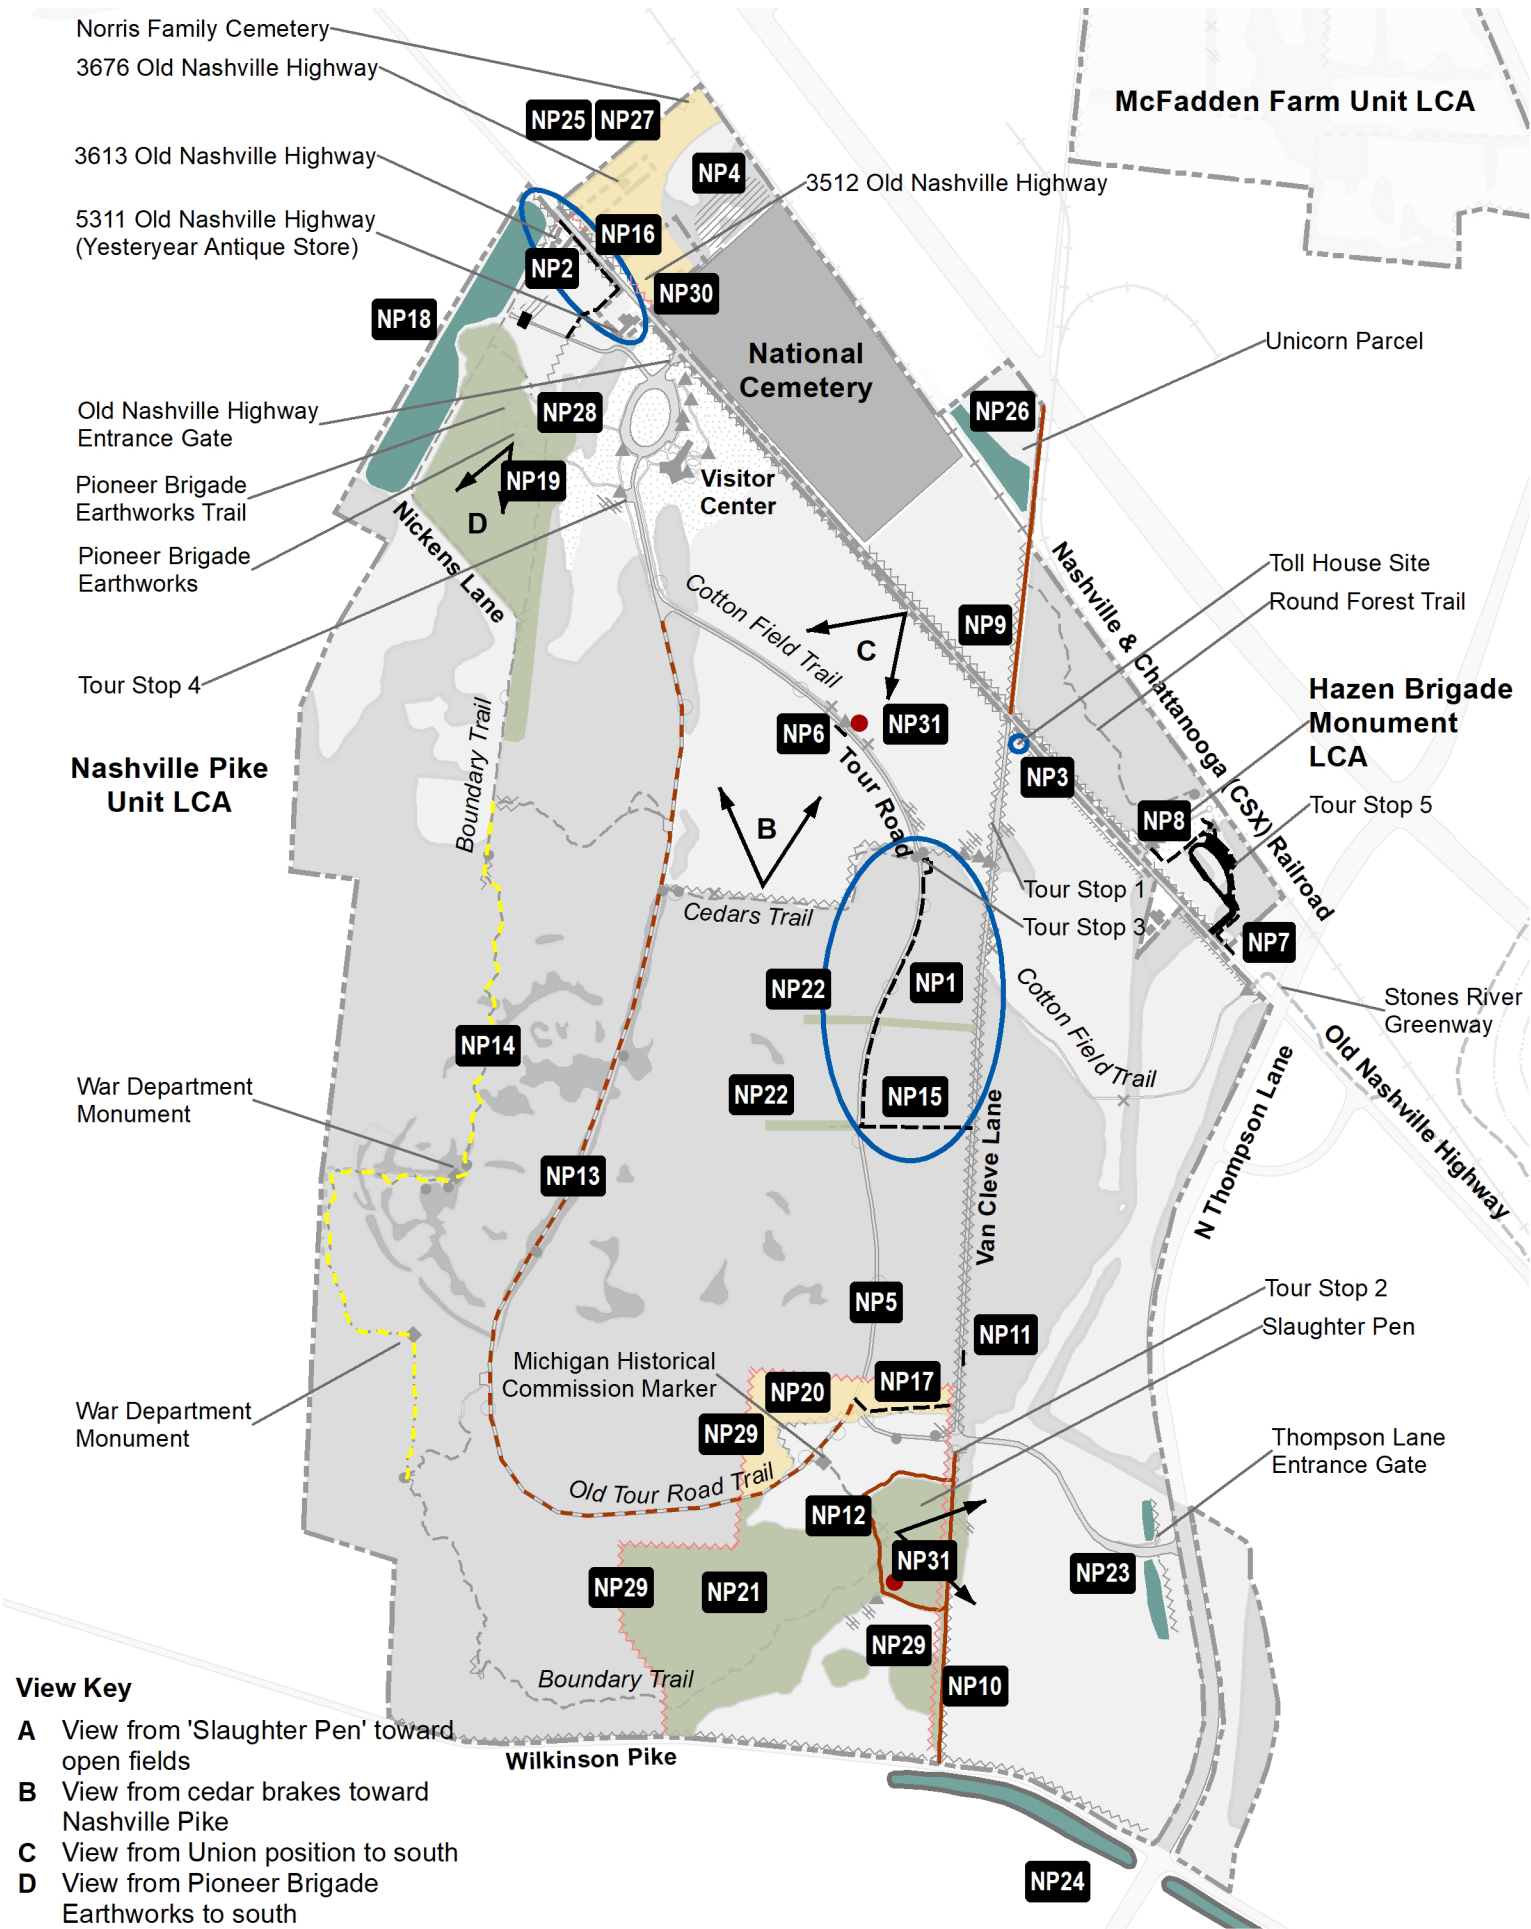 Norris Family Cemetery
3676 Old Nashville Highway
McFadden Farm Unit LCA
NP25
NP27
3613 Old Nashville Highway
NP4
3512 Old Nashville Highway
5311 Old Nashville Highway
(Yesteryear Antique Store)
NP16
NP2
NP30
NP18
National
Cemetery
Unicorn Parcel
Old Nashville Highway
Entrance Gate
NP28
NP26
Pioneer Brigade
Earthworks Trail
NP19
Visitor
Center
D
Nickens Lane
Pioneer Brigade
Earthworks
Nashville & Chattanooga (CSX) Railroad
Toll House Site
Round Forest Trail
Cotton Field Trail
NP9
C
Tour Stop 4
Hazen Brigade
Monument
LCA
NP31
NP6
Boundary Trail
Nashville Pike
Unit LCA
Tour Road
NP3
NP8
Tour Stop 5
B
Tour Stop 1
Cedars Trail
Tour Stop 3
NP7
NP22
NP1
Cotton Field Trail
Stones River
Greenway
NP14
Old Nashville Highway
War Department
Monument
NP22
NP15
Van Cleve Lane
N Thompson Lane
NP13
Tour Stop 2
NP5
NP11
Slaughter Pen
Michigan Historical
Commission Marker
NP20
NP17
War Department
Monument
NP29
Thompson Lane
Entrance Gate
Old Tour Road Trail
NP12
NP31
NP23
NP29
NP21
NP29
Boundary Trail
NP10
View Key
A View from 'Slaughter Pen' toward
open fields
Wilkinson Pike
B View from cedar brakes toward
Nashville Pike
C View from Union position to south
D View from Pioneer Brigade
Earthworks to south
NP24